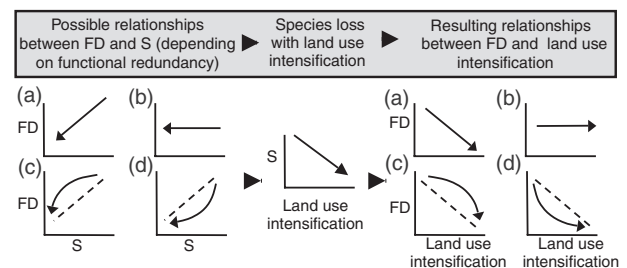 Possible relationships
between FD and S (depending
on functional redundancy)
Species loss
with land use
intensification
Resulting relationships
between FD and land use
intensification
(a)
FD
(b)
(c)
FD
S
(d)
S
S
Land use
intensification
(a)
FD
(b)
(c)
FD
Land use
intensification
(d)
Land use
intensification